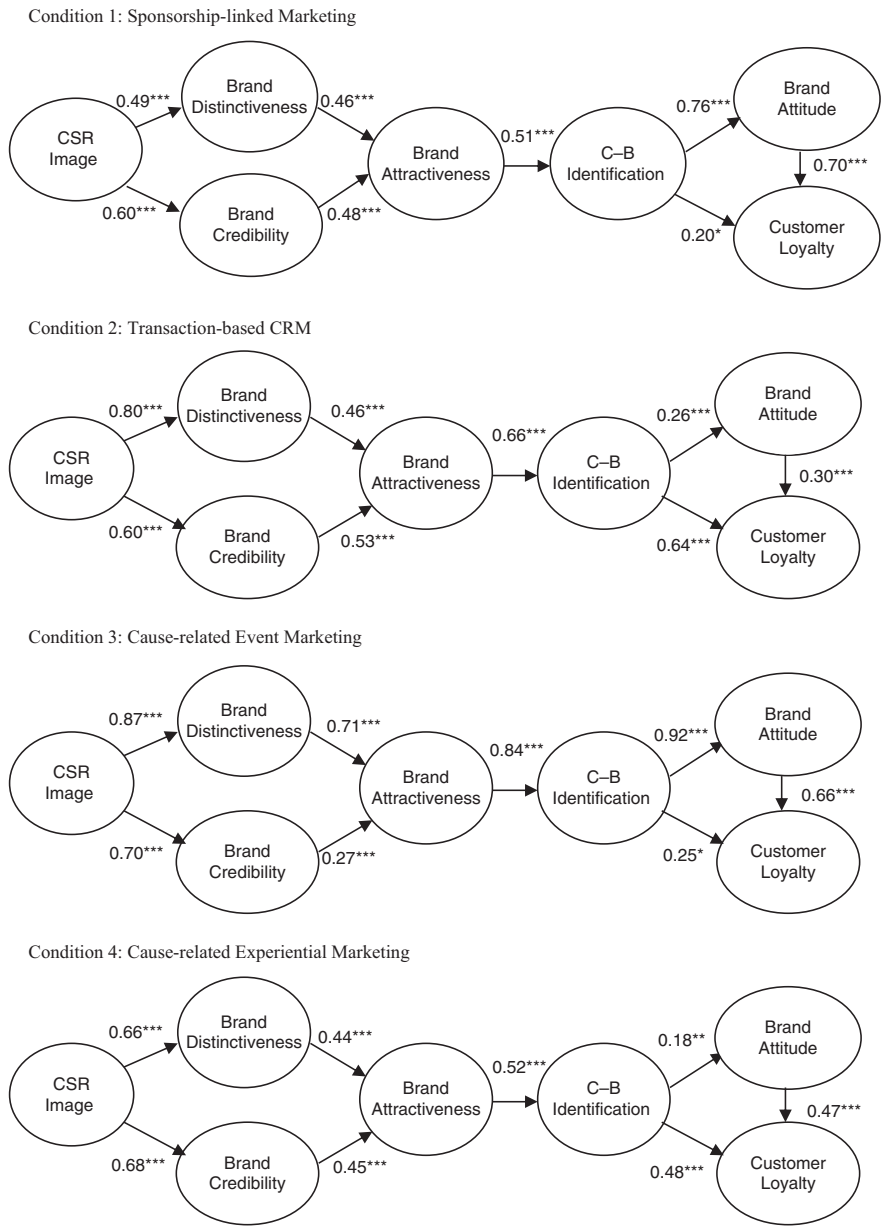 Condition 1: Sponsorship-linked Marketing
CSR
Image
0.49***
0.60***
Brand
Distinctiveness
Brand
Credibility
0.46***
0.48***
Brand
Attractiveness
0.51***
C–B
Identification
0.76***
0.20*
Brand
Attitude
0.70***
Customer
Loyalty
Condition 2: Transaction-based CRM
CSR
Image
0.80***
0.60***
Brand
Distinctiveness
Brand
Credibility
0.46***
0.53***
Brand
Attractiveness
0.66***
C–B
Identification
0.26***
0.64***
Brand
Attitude
0.30***
Customer
Loyalty
Condition 3: Cause-related Event Marketing
CSR
Image
0.87***
0.70***
Brand
Distinctiveness
Brand
Credibility
0.71***
0.27***
Brand
Attractiveness
0.84***
C–B
Identification
0.92***
0.25*
Brand
Attitude
0.66***
Customer
Loyalty
Condition 4: Cause-related Experiential Marketing
CSR
Image
0.66***
0.68***
Brand
Distinctiveness
Brand
Credibility
0.44***
0.45***
Brand
Attractiveness
0.52***
C–B
Identification
0.18**
0.48***
Brand
Attitude
0.47***
Customer
Loyalty